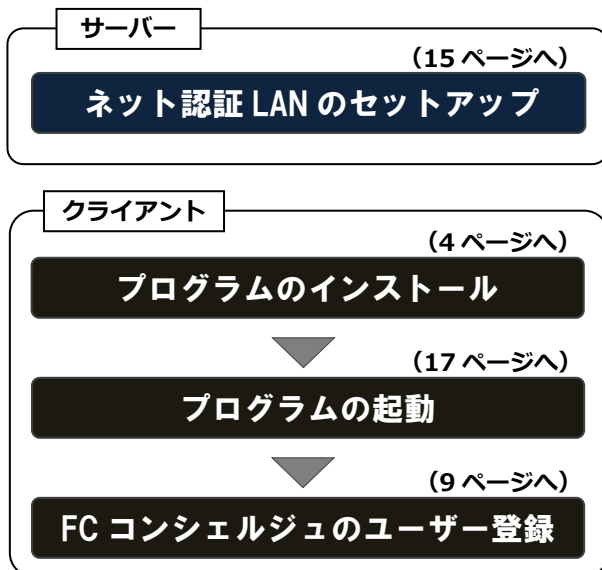 サーバー
（15 ページへ）
ネット認証 LAN のセットアップ
クライアント
（4 ページへ）
プログラムのインストール
（17 ページへ）
プログラムの起動
（9 ページへ）
FC コンシェルジュのユーザー登録